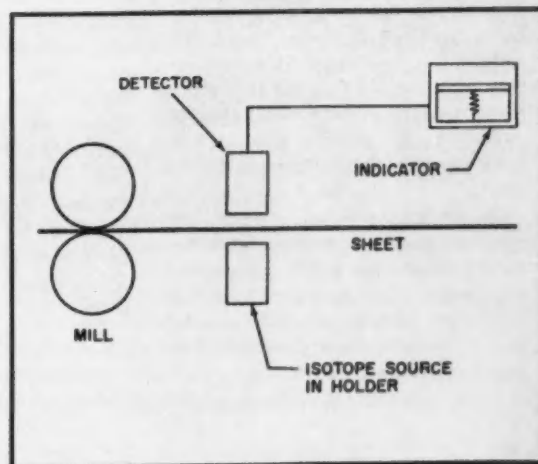 DETECTOR
INDICATOR
SHEET
MILL
ISOTOPE SOURCE
IN HOLDER